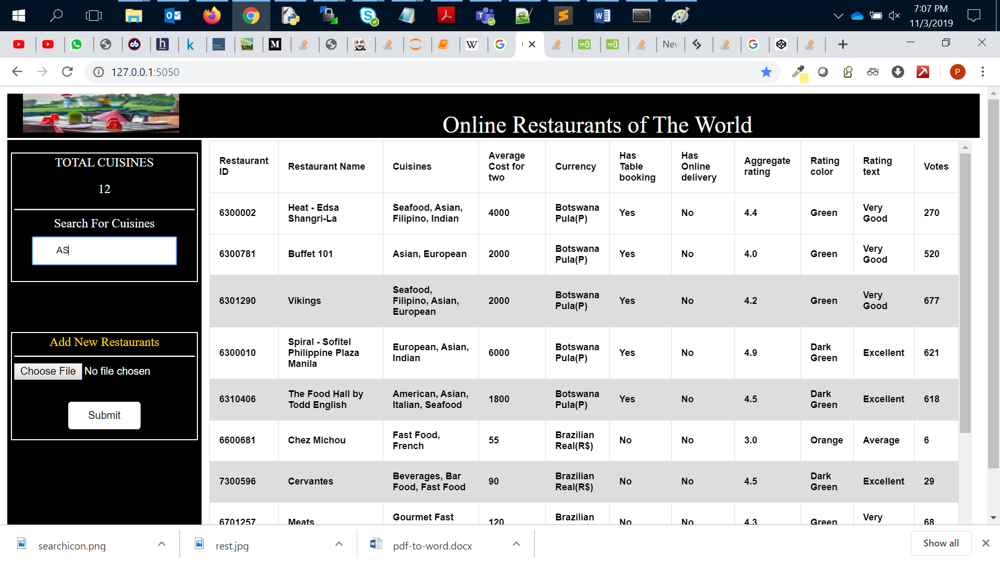 7:07 PM
11/3/2019
sml
M
W
New
127.0.0.1:5050
P
Online Restaurants of The World
TOTAL CUISINES
12
Search For Cuisines
AS
Add New Restaurants
Choose File No file chosen
Submit
Restaurant ID Restaurant Name Cuisines Average Cost for two Currency Has Table booking Has Online delivery Aggregate rating Rating color Rating text Votes
6300002 Heat - Edsa Shangri-La Seafood, Asian, Filipino, Indian 4000 Botswana Pula(P) Yes No 4.4 Green Very Good 270
6300781 Buffet 101 Asian, European 2000 Botswana Pula(P) Yes No 4.0 Green Very Good 520
6301290 Vikings Seafood, Filipino, Asian, European 2000 Botswana Pula(P) Yes No 4.2 Green Very Good 677
6300010 Spiral - Sofitel Philippine Plaza Manila European, Asian, Indian 6000 Botswana Pula(P) Yes No 4.9 Dark Green Excellent 621
6310406 The Food Hall by Todd English American, Asian, Italian, Seafood 1800 Botswana Pula(P) Yes No 4.5 Dark Green Excellent 618
6600681 Chez Michou Fast Food, French 55 Brazilian Real(R$) No No 3.0 Orange Average 6
7300596 Cervantes Beverages, Bar Food, Fast Food 90 Brazilian Real(R$) No No 4.5 Dark Green Excellent 29
6701257 Meats Gourmet Fast 120 Brazilian No No 4.3 Green Very 68
searchicon.png
rest.jpg
pdf-to-word.docx
Show all